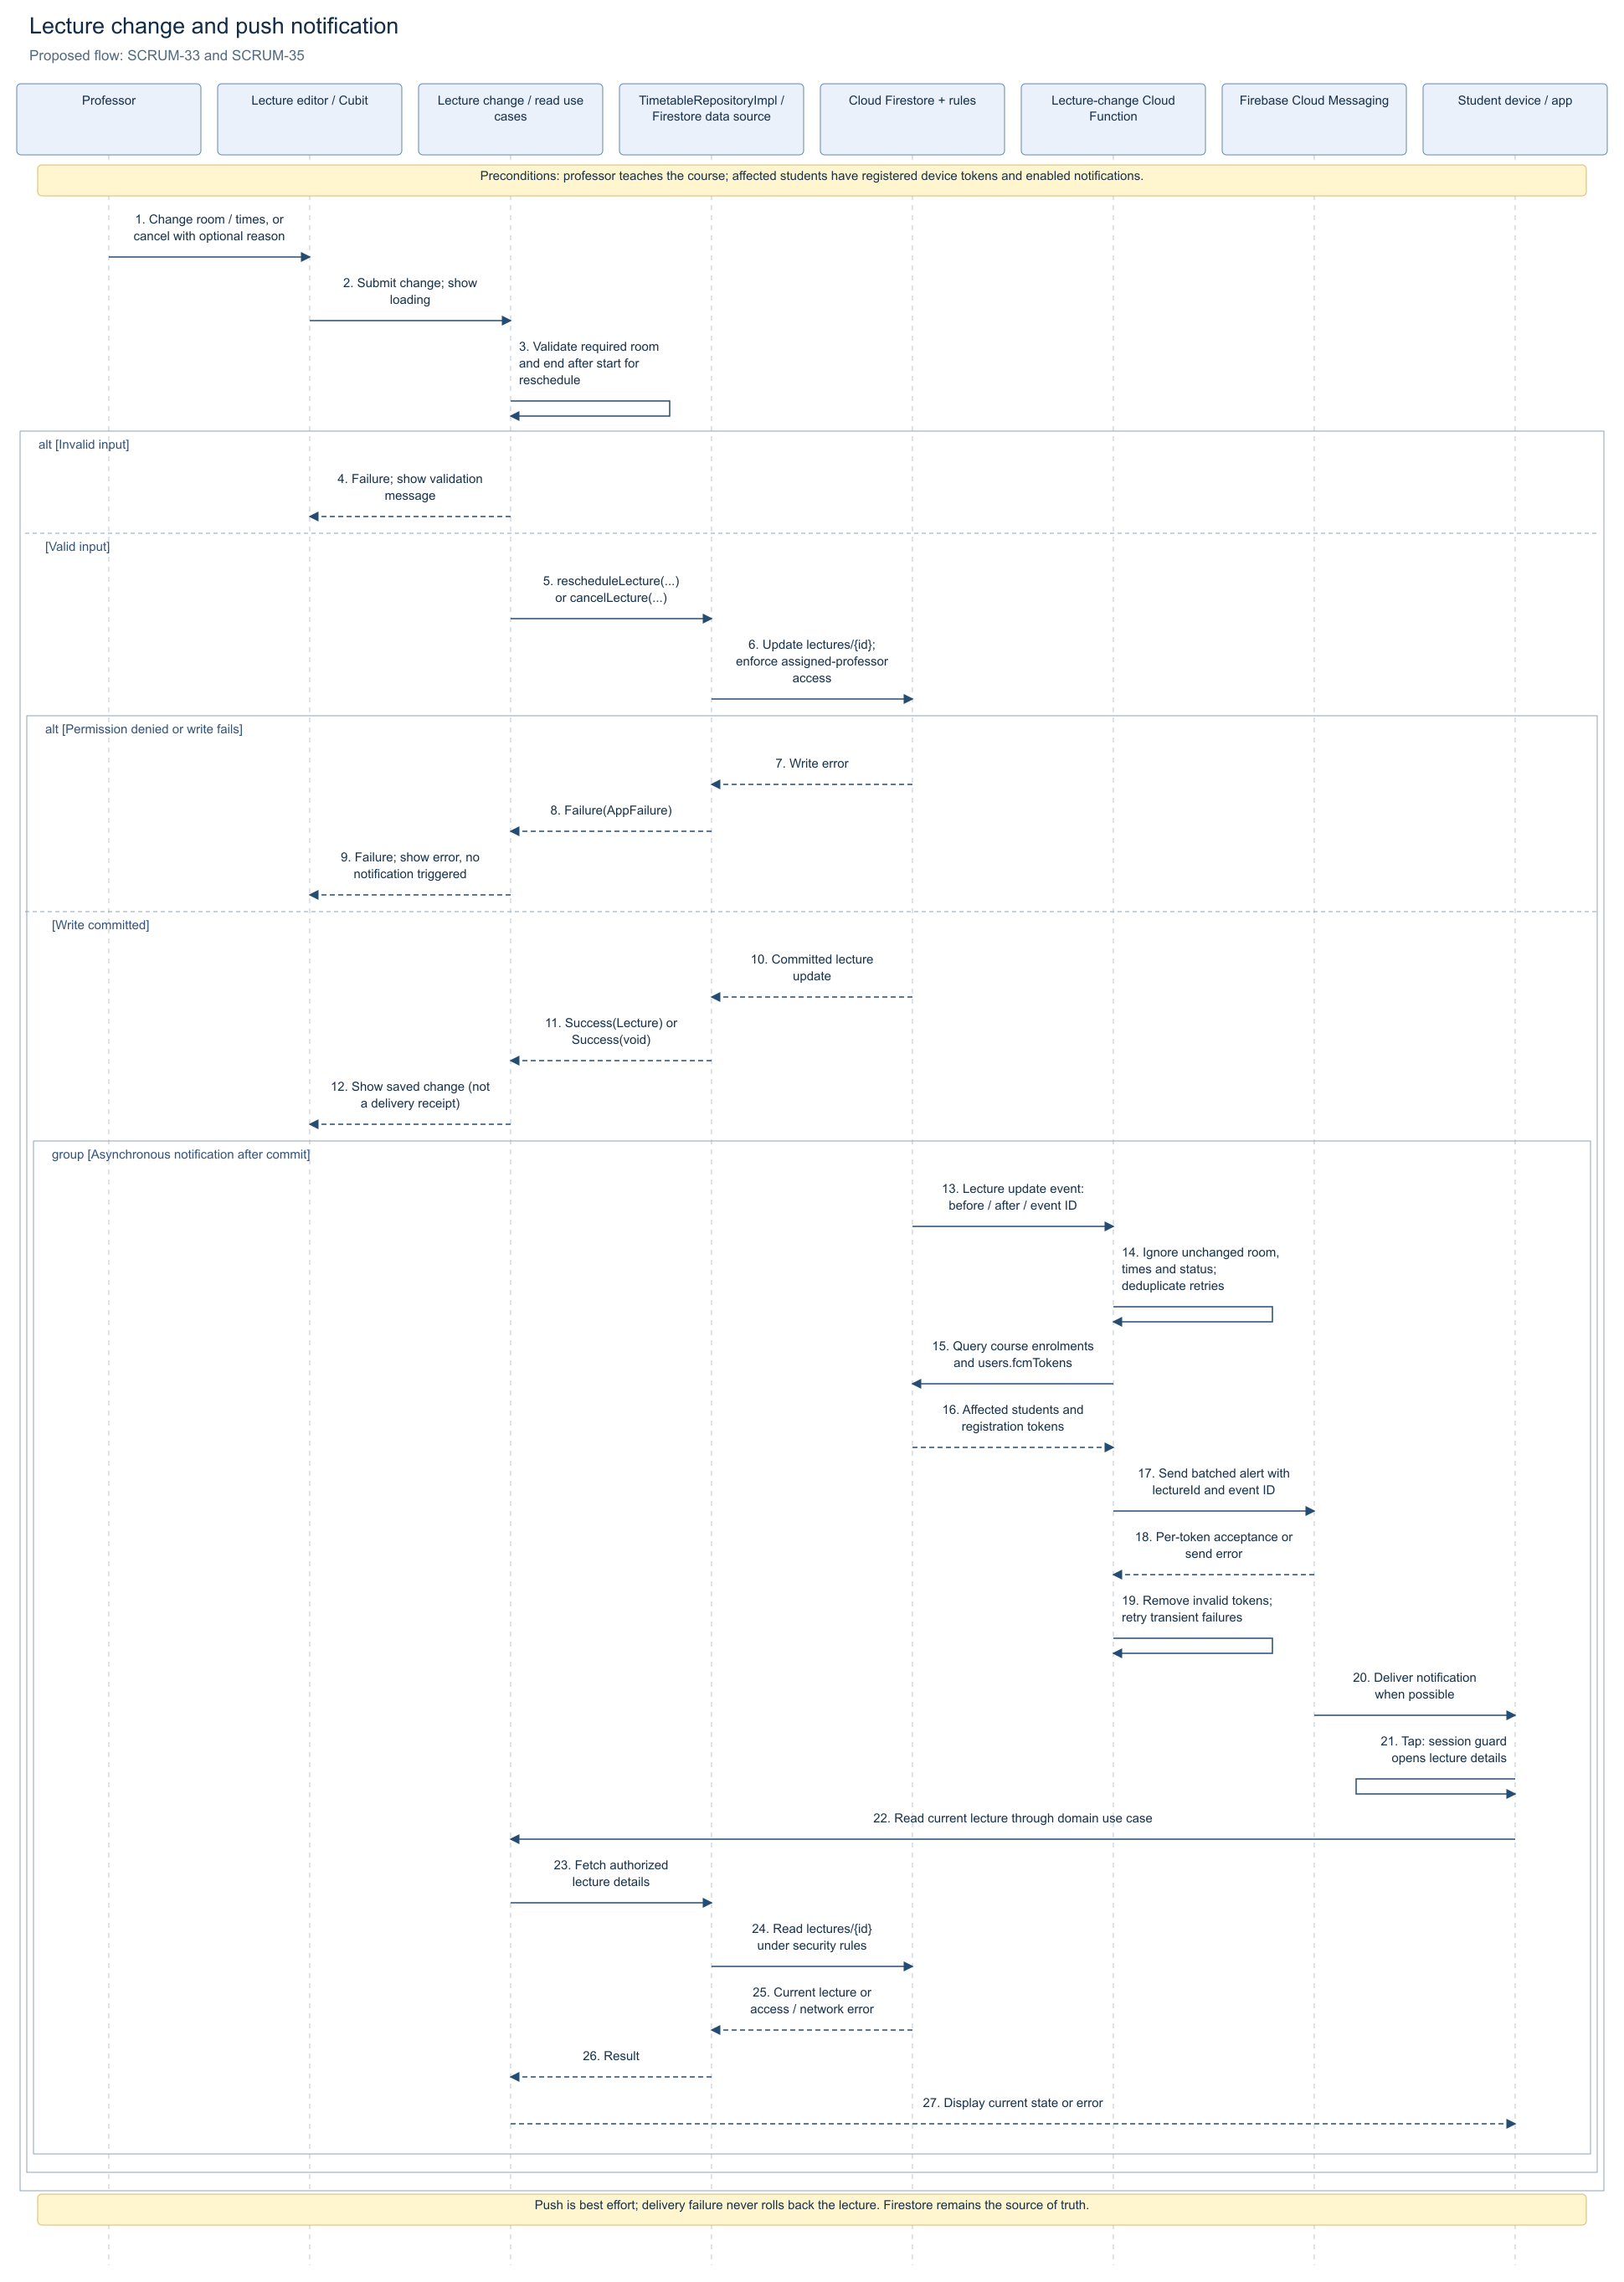 Lecture change and push notification
Proposed flow: SCRUM-33 and SCRUM-35
Professor
Lecture editor / Cubit
Lecture change / read use
cases
TimetableRepositoryImpl /
Firestore data source
Cloud Firestore + rules
Lecture-change Cloud
Function
Firebase Cloud Messaging
Student device / app
Preconditions: professor teaches the course; affected students have registered device tokens and enabled notifications.
1. Change room / times, or
cancel with optional reason
2. Submit change; show
loading
3. Validate required room
and end after start for
reschedule
alt [Invalid input]
4. Failure; show validation
message
[Valid input]
5. rescheduleLecture(...)
or cancelLecture(...)
6. Update lectures/{id};
enforce assigned-professor
access
alt [Permission denied or write fails]
7. Write error
8. Failure(AppFailure)
9. Failure; show error, no
notification triggered
[Write committed]
10. Committed lecture
update
11. Success(Lecture) or
Success(void)
12. Show saved change (not
a delivery receipt)
group [Asynchronous notification after commit]
13. Lecture update event:
before / after / event ID
14. Ignore unchanged room,
times and status;
deduplicate retries
15. Query course enrolments
and users.fcmTokens
16. Affected students and
registration tokens
17. Send batched alert with
lectureId and event ID
18. Per-token acceptance or
send error
19. Remove invalid tokens;
retry transient failures
20. Deliver notification
when possible
21. Tap: session guard
opens lecture details
22. Read current lecture through domain use case
23. Fetch authorized
lecture details
24. Read lectures/{id}
under security rules
25. Current lecture or
access / network error
26. Result
27. Display current state or error
Push is best effort; delivery failure never rolls back the lecture. Firestore remains the source of truth.